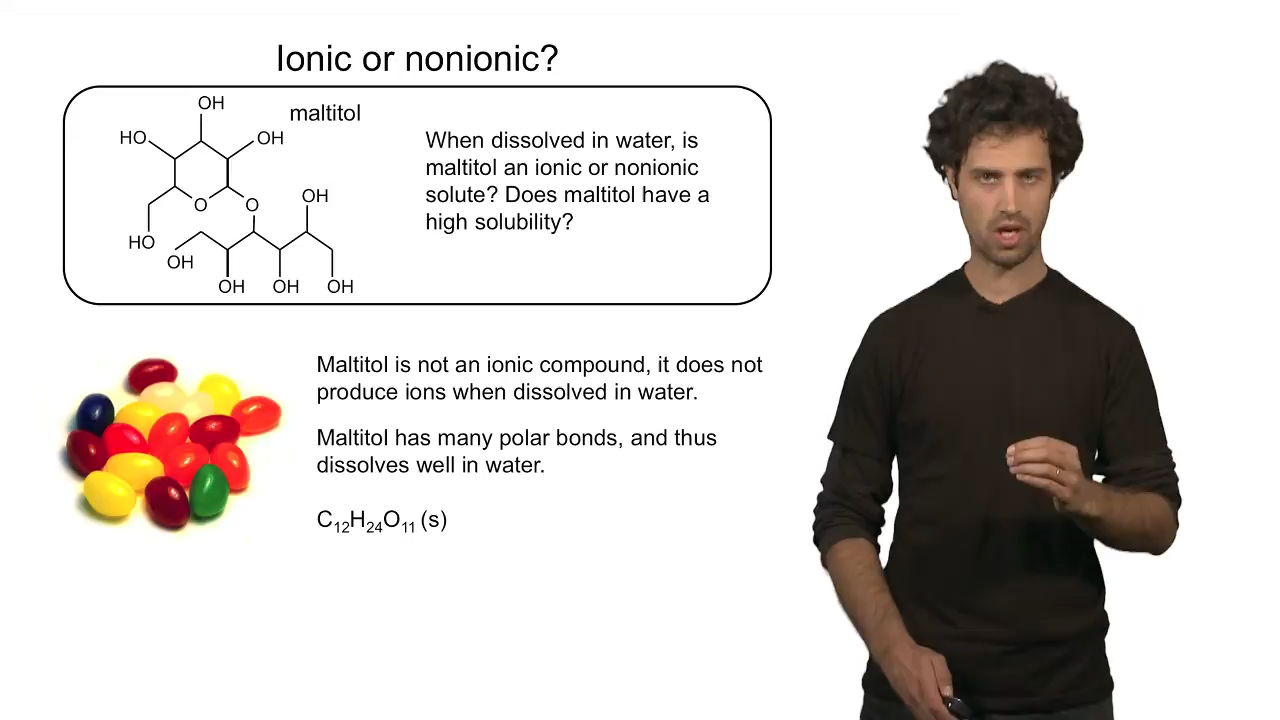 Ionic or nonionic?
OH
maltitol
HO
OH
When dissolved in water, is
maltitol an ionic or nonionic
solute? Does maltitol have a
high solubility?
O
O
OH
HO
OH
OH
OH
OH
Maltitol is not an ionic compound, it does not
produce ions when dissolved in water.
Maltitol has many polar bonds, and thus
dissolves well in water.
C₁₂H₂₄O₁₁ (s)